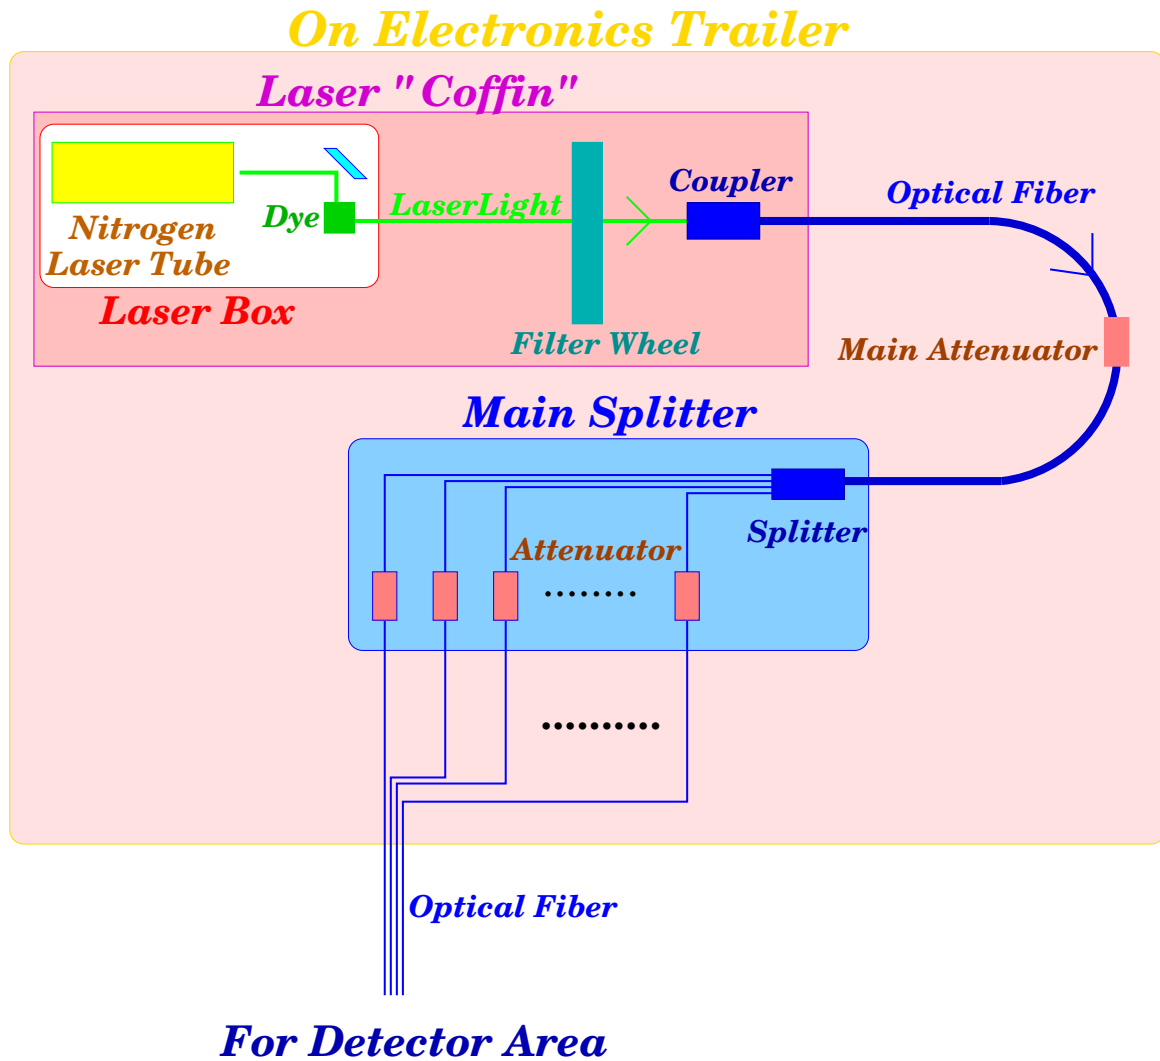 On Electronics Trailer
Laser "Coffin"
Nitrogen
Laser Tube
Dye
LaserLight
Coupler
Optical Fiber
Laser Box
Filter Wheel
Main Attenuator
Main Splitter
Splitter
Attenuator
Optical Fiber
For Detector Area